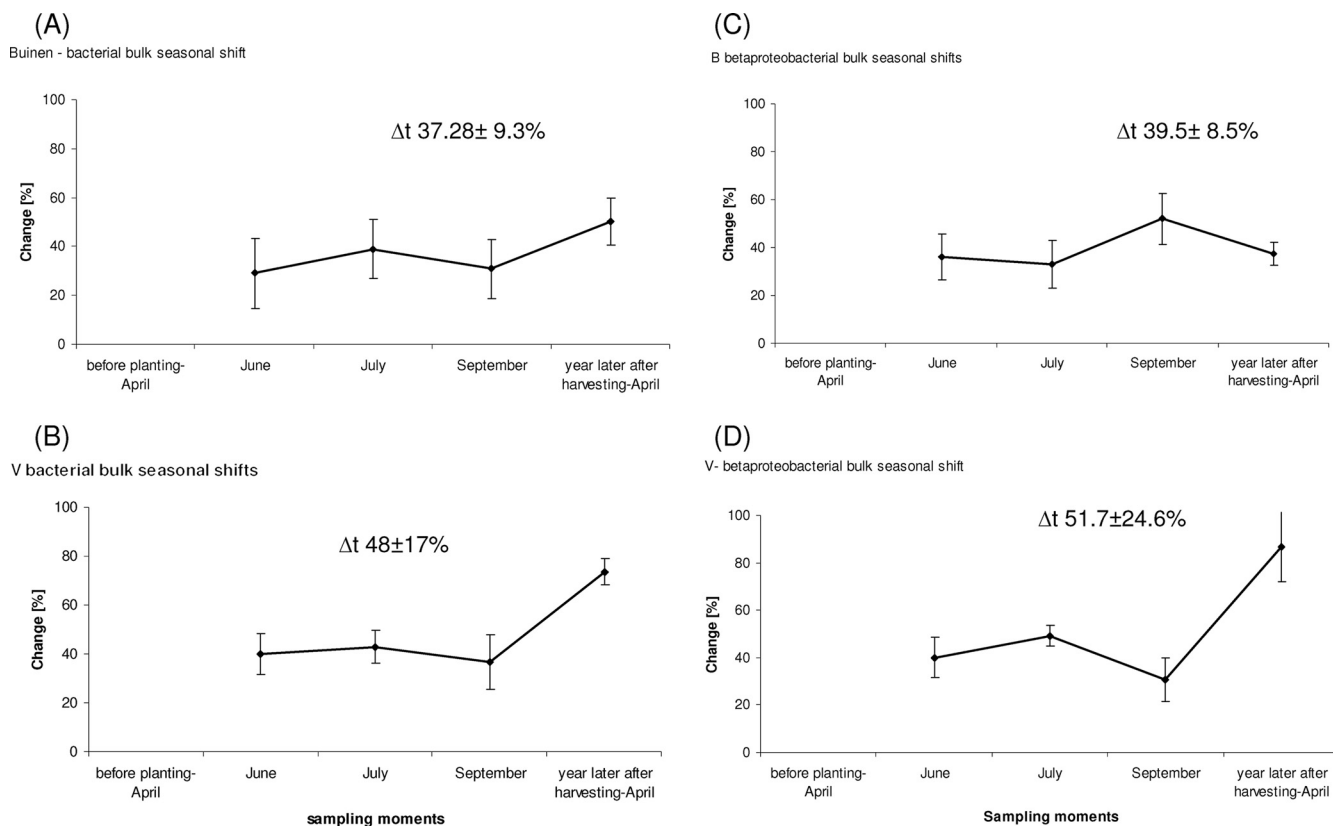 (A)
Buinen - bacterial bulk seasonal shift
100
80
60
40
20
0
Change [%]
Δt 37.28± 9.3%
before planting-
April
June
July
September
year later after
harvesting-April
(B)
V bacterial bulk seasonal shifts
100
80
60
40
20
0
Change [%]
Δt 48±17%
before planting-
April
June
July
September
year later after
harvesting-April
sampling moments
(C)
B betaproteobacterial bulk seasonal shifts
100
80
60
40
20
0
Change [%]
Δt 39.5± 8.5%
before planting-
April
June
July
September
year later after
harvesting-April
(D)
V- betaproteobacterial bulk seasonal shift
100
80
60
40
20
0
Change [%]
Δt 51.7±24.6%
before planting-
April
June
July
September
year later after
harvesting-April
Sampling moments